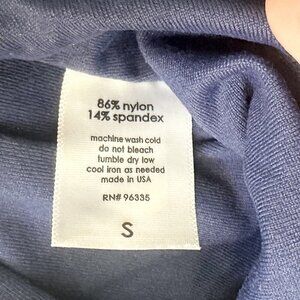 86% nylon
14% spandex
machine wash cold
do not bleach
tumble dry low
cool iron as needed
made in USA
RN# 96335
S